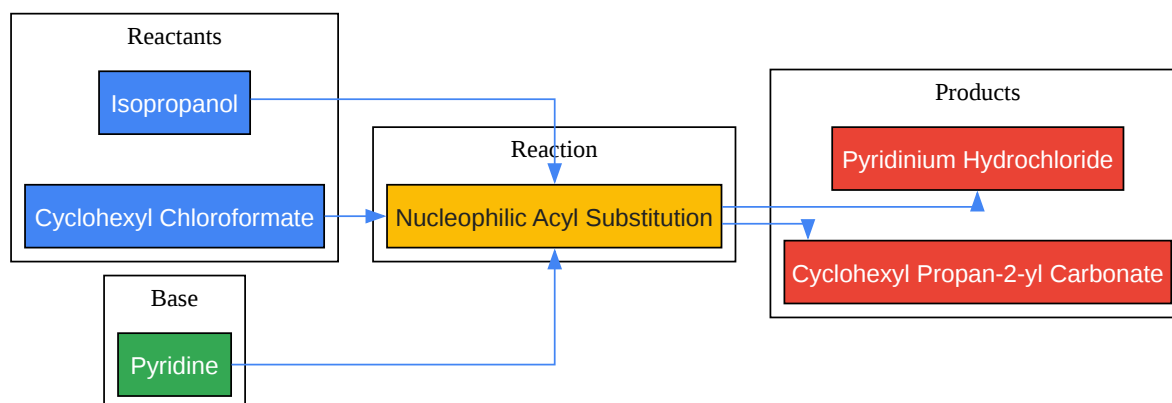 Reactants
Isopropanol
Cyclohexyl Chloroformate
Base
Pyridine
Reaction
Nucleophilic Acyl Substitution
Products
Pyridinium Hydrochloride
Cyclohexyl Propan-2-yl Carbonate